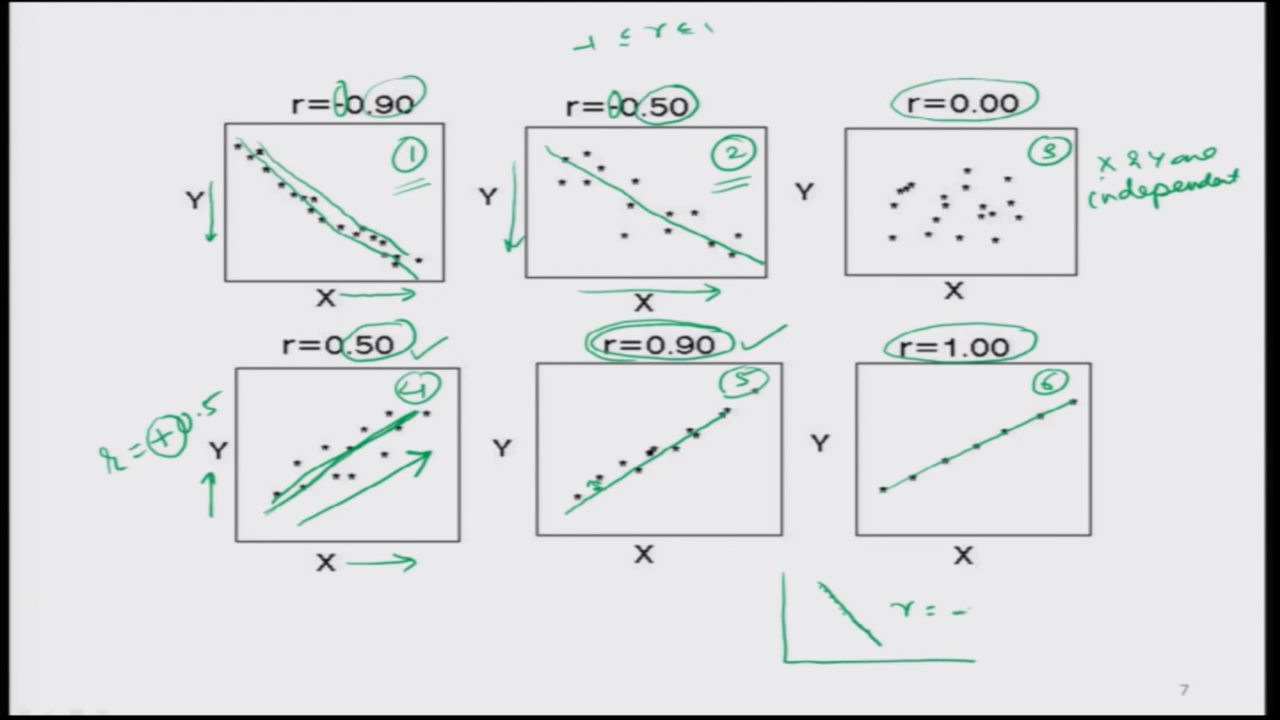 -1 ≤ r ≤ 1
r=-0.90
r=-0.50
r=0.00
1
2
3
Y
Y
Y
X & Y are
independent
X
X
X
r=0.50
r=0.90
r=1.00
4
5
6
r = +0.5
Y
Y
Y
X
X
X
r = -
7